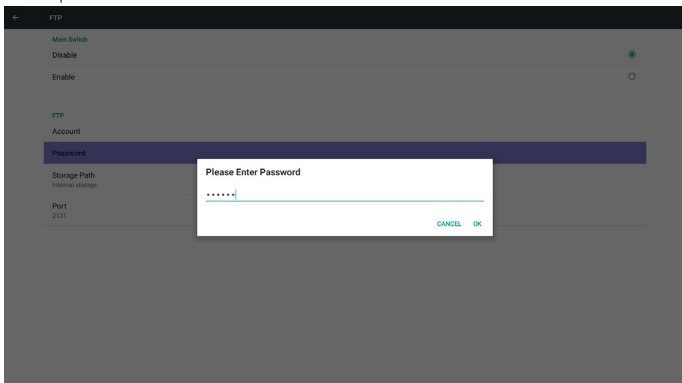 FTP
Main Switch
Disable
Enable
FTP
Account
Password
Storage Path
Internal storage
Port
2121
Please Enter Password
••••••
CANCEL OK